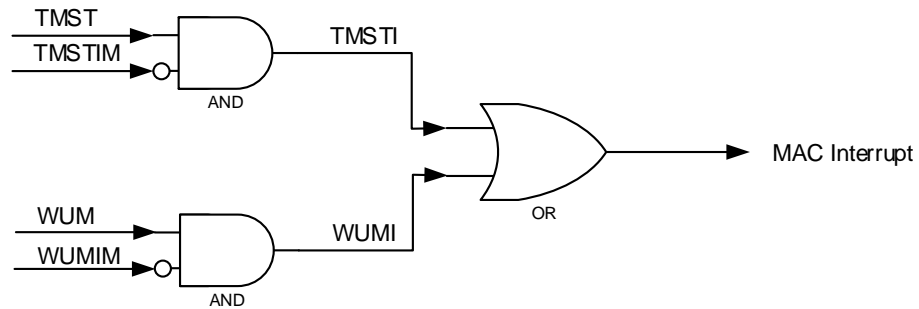 TMST
TMSTIM
TMSTI
AND
MAC Interrupt
OR
WUM
WUMIM
WUMI
AND